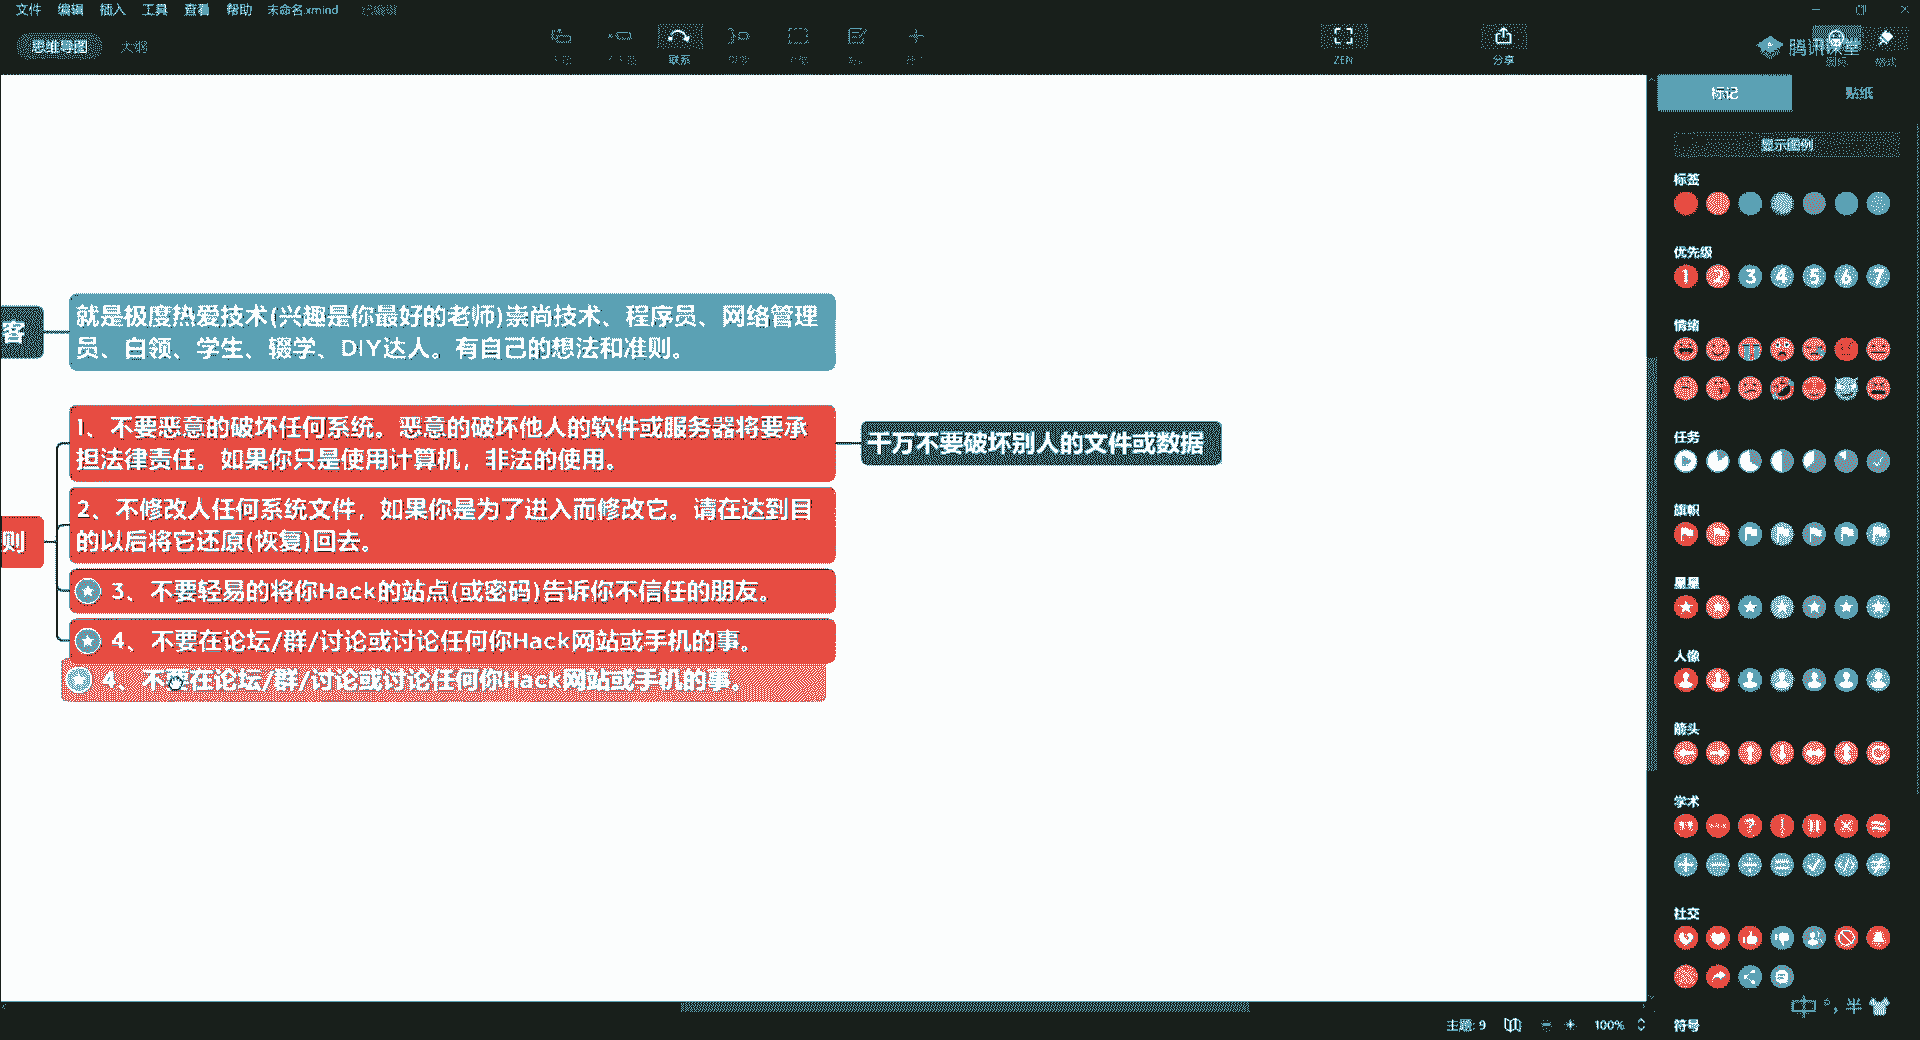 文件 编辑 插入 工具 查看 帮助 未命名.xmind 已编辑
思维导图 大纲
联系 ZEN 分享 腾讯课堂 图标 格式
标记 贴纸
显示图例
标签
优先级
1 2 3 4 5 6 7
情绪
任务
旗帜
星星
人像
箭头
学术
社交
符号
客
就是极度热爱技术(兴趣是你最好的老师)崇尚技术、程序员、网络管理
员、白领、学生、辍学、DIY达人。有自己的想法和准则。
则
1、不要恶意的破坏任何系统。恶意的破坏他人的软件或服务器将要承
担法律责任。如果你只是使用计算机，非法的使用。
千万不要破坏别人的文件或数据
2、不修改人任何系统文件，如果你是为了进入而修改它。请在达到目
的以后将它还原(恢复)回去。
3、不要轻易的将你Hack的站点(或密码)告诉你不信任的朋友。
4、不要在论坛/群/讨论或讨论任何你Hack网站或手机的事。
4、不要在论坛/群/讨论或讨论任何你Hack网站或手机的事。
中 °, 半
主题: 9 100%